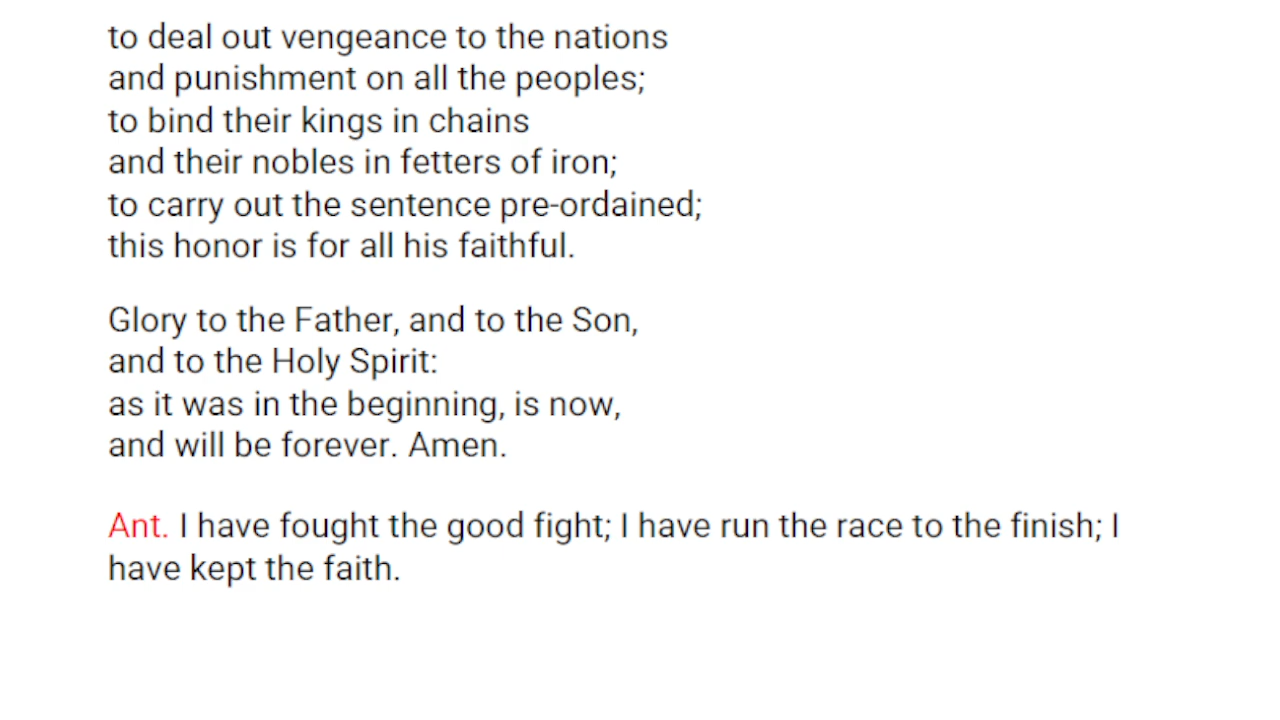 to deal out vengeance to the nations
and punishment on all the peoples;
to bind their kings in chains
and their nobles in fetters of iron;
to carry out the sentence pre-ordained;
this honor is for all his faithful.
Glory to the Father, and to the Son,
and to the Holy Spirit:
as it was in the beginning, is now,
and will be forever. Amen.
Ant. I have fought the good fight; I have run the race to the finish; I
have kept the faith.